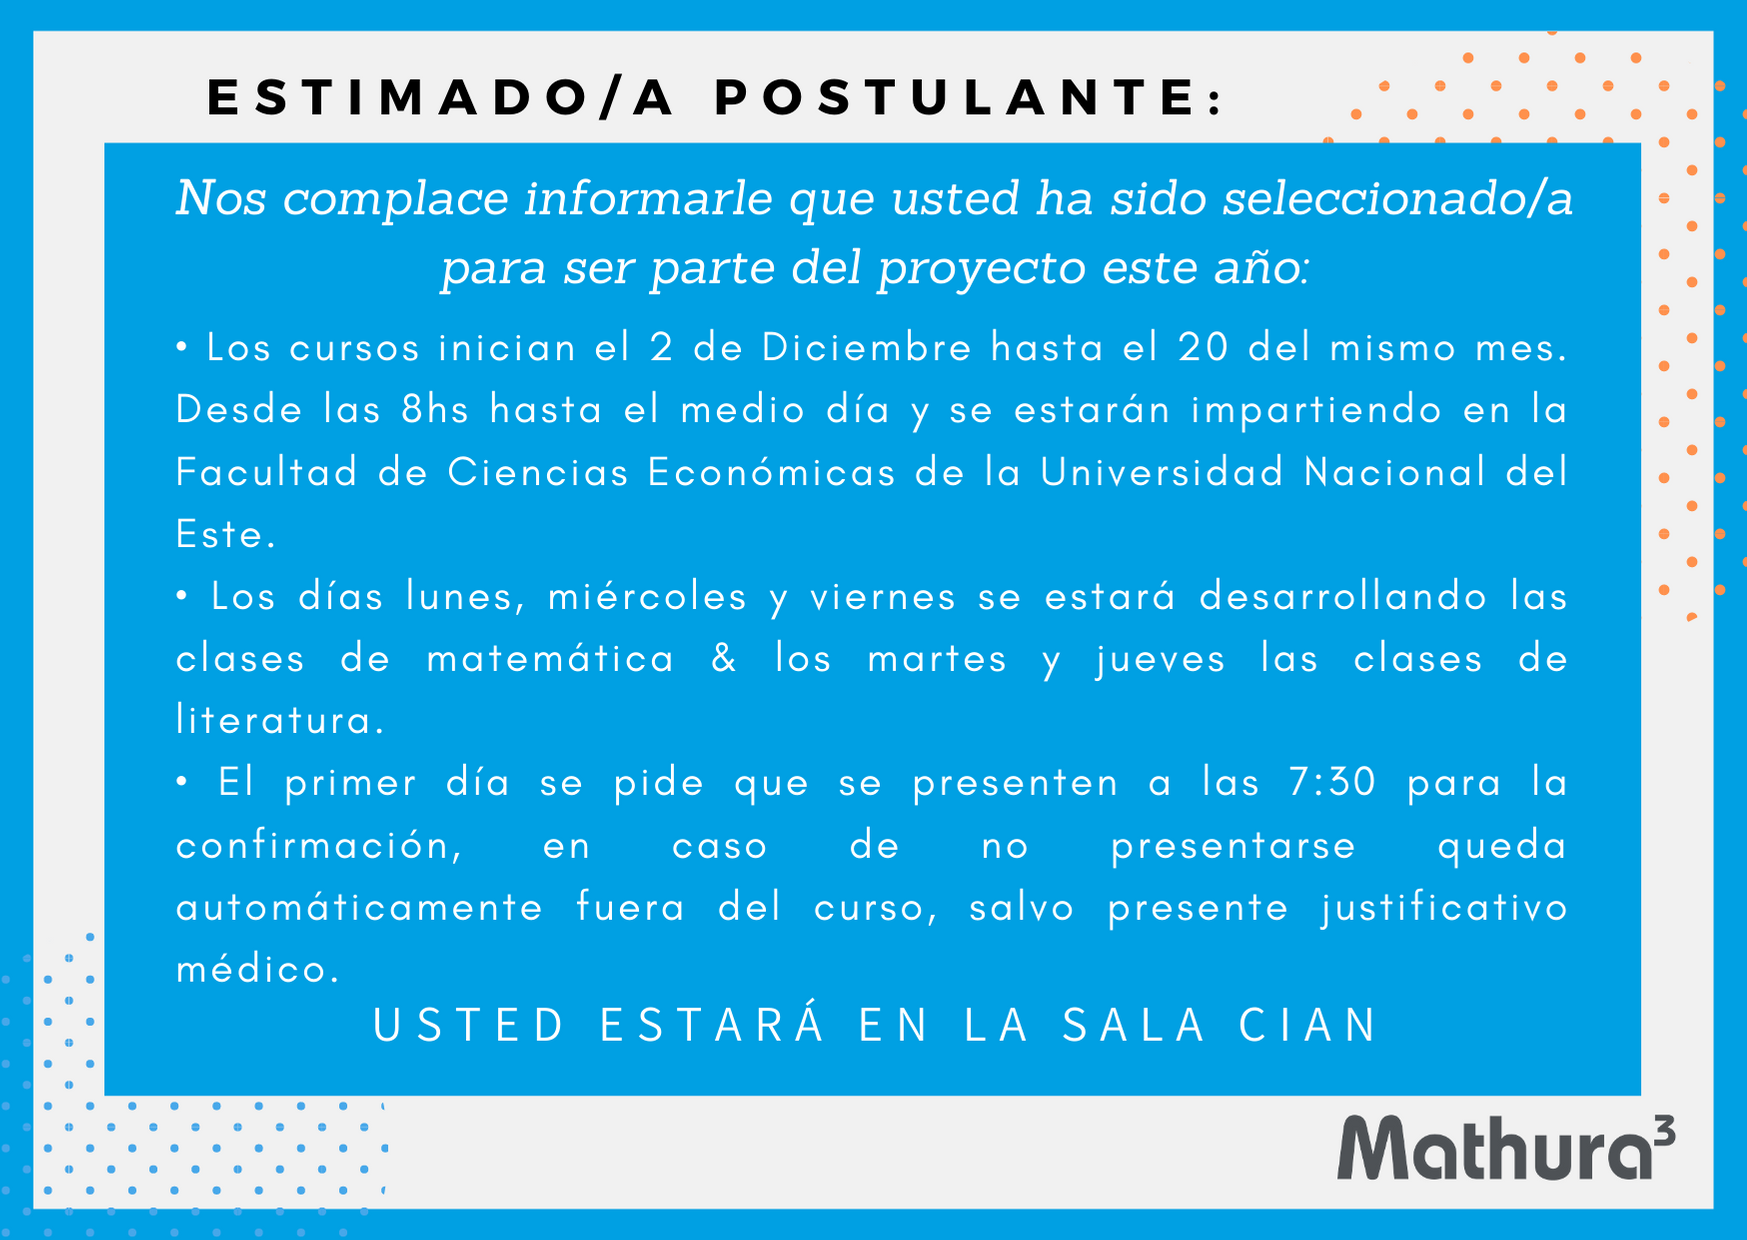 ESTIMADO/A POSTULANTE:
Nos complace informarle que usted ha sido seleccionado/a
para ser parte del proyecto este año:
• Los cursos inician el 2 de Diciembre hasta el 20 del mismo mes.
Desde las 8hs hasta el medio día y se estarán impartiendo en la
Facultad de Ciencias Económicas de la Universidad Nacional del
Este.
• Los días lunes, miércoles y viernes se estará desarrollando las
clases de matemática & los martes y jueves las clases de
literatura.
• El primer día se pide que se presenten a las 7:30 para la
confirmación, en caso de no presentarse queda
automáticamente fuera del curso, salvo presente justificativo
médico.
USTED ESTARÁ EN LA SALA CIAN
Mathura³